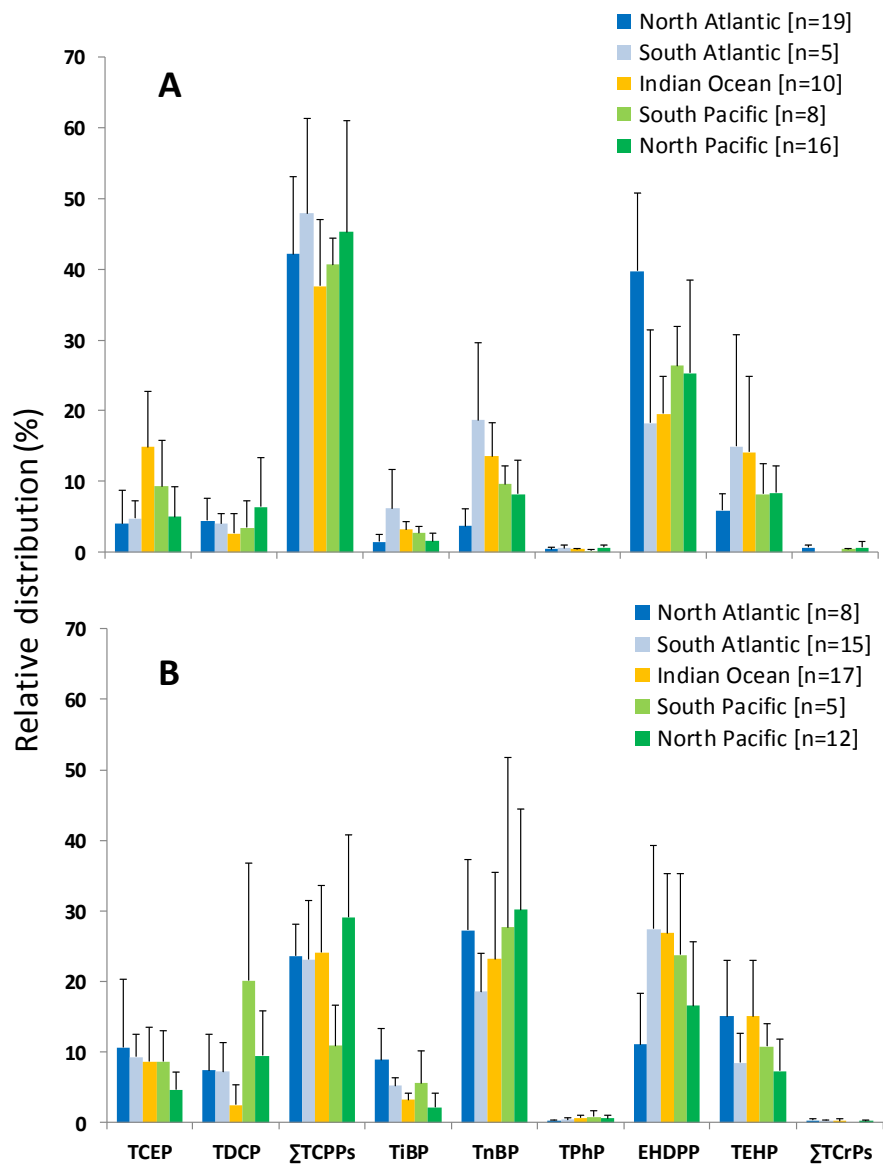 North Atlantic [n=19]
South Atlantic [n=5]
Indian Ocean [n=10]
South Pacific [n=8]
North Pacific [n=16]
A
70
60
50
40
30
20
10
0
Relative distribution (%)
North Atlantic [n=8]
South Atlantic [n=15]
Indian Ocean [n=17]
South Pacific [n=5]
North Pacific [n=12]
B
70
60
50
40
30
20
10
0
TCEP TDCP ∑TCPPs TiBP TnBP TPhP EHDPP TEHP ∑TCrPs